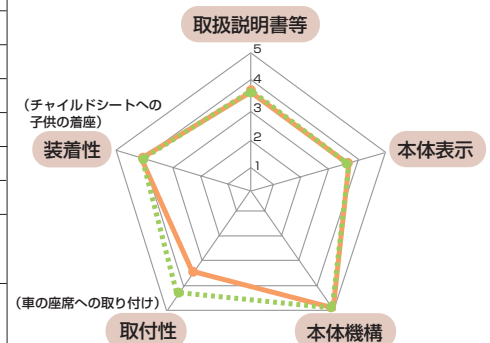 取扱説明書等
5
4
3
2
1
(チャイルドシートへの
子供の着座)
装着性
本体表示
(車の座席への取り付け)
取付性
本体機構